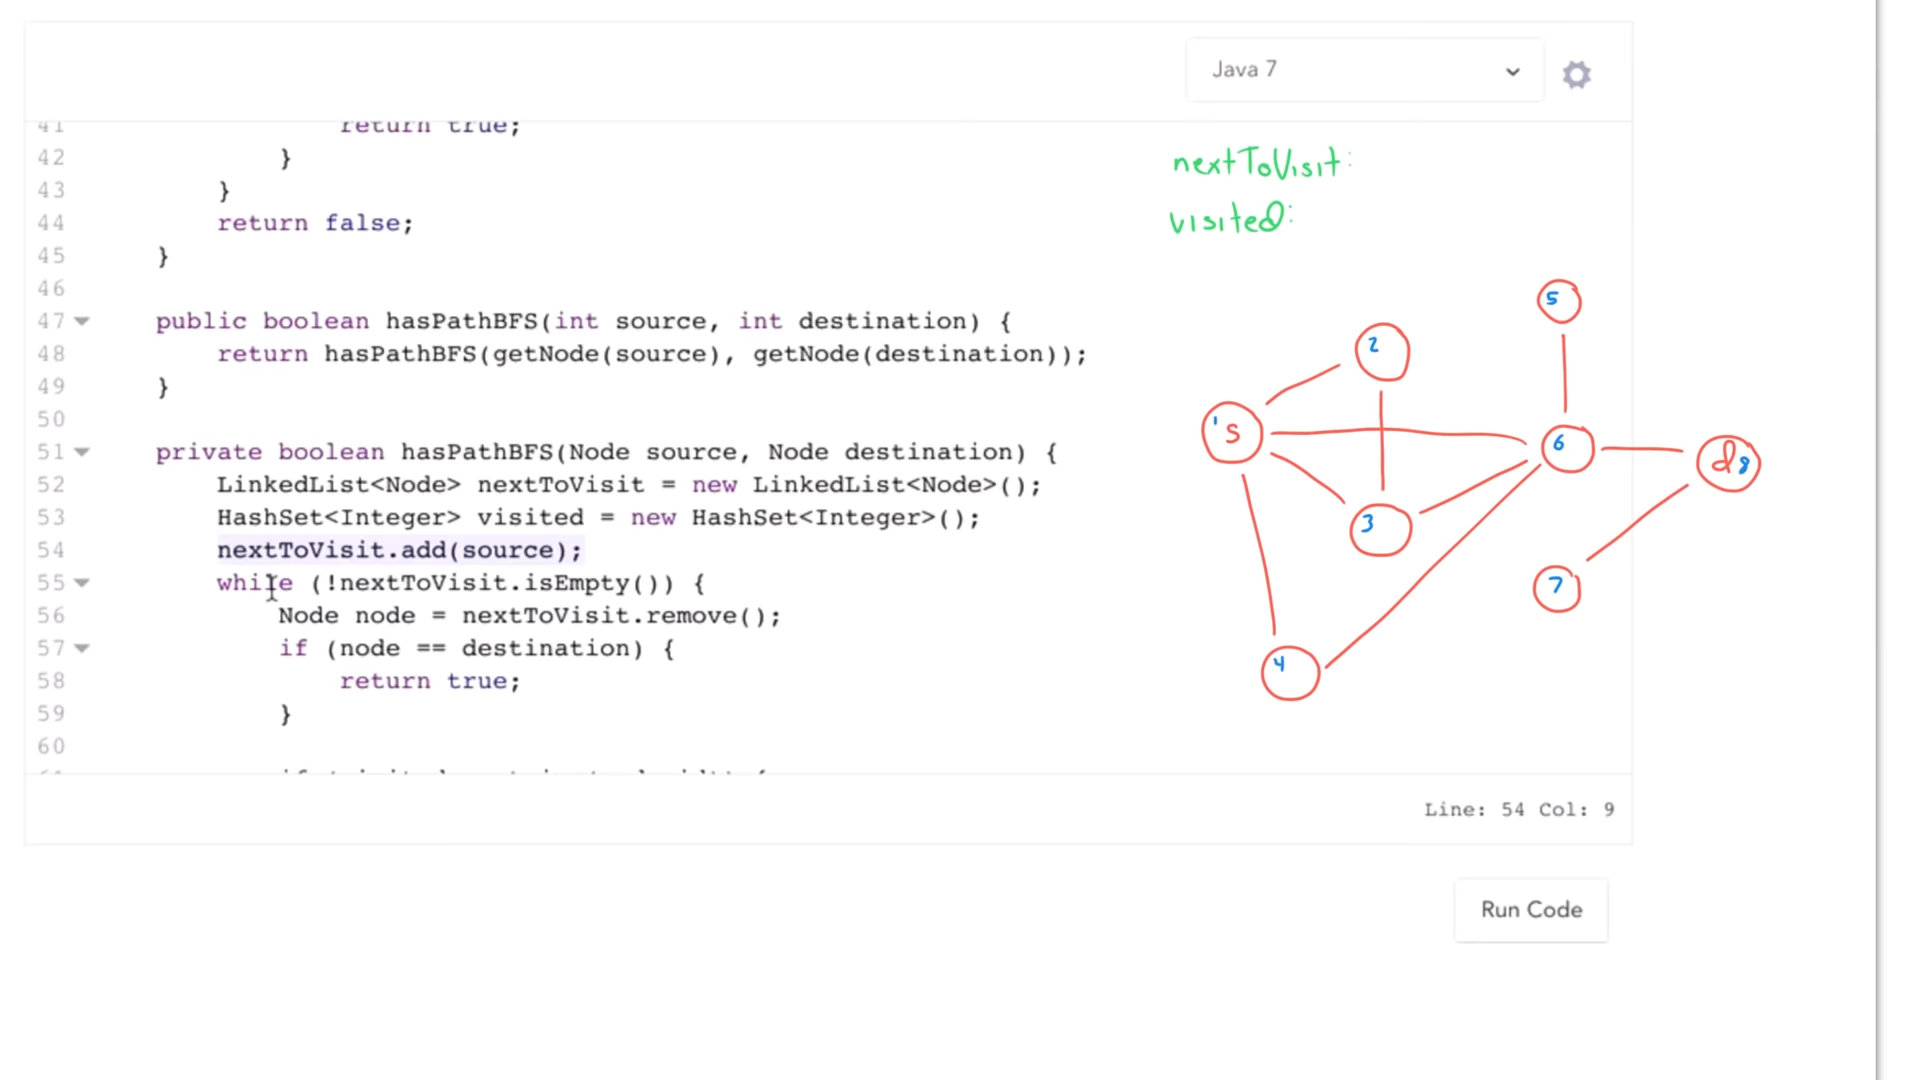 Java 7
41 return true;
42 }
43 }
44 return false;
45 }
46
47 public boolean hasPathBFS(int source, int destination) {
48 return hasPathBFS(getNode(source), getNode(destination));
49 }
50
51 private boolean hasPathBFS(Node source, Node destination) {
52 LinkedList<Node> nextToVisit = new LinkedList<Node>();
53 HashSet<Integer> visited = new HashSet<Integer>();
54 nextToVisit.add(source);
55 while (!nextToVisit.isEmpty()) {
56 Node node = nextToVisit.remove();
57 if (node == destination) {
58 return true;
59 }
60
nextToVisit:
visited:
5
2
1 S
6
d 8
3
7
4
Line: 54 Col: 9
Run Code